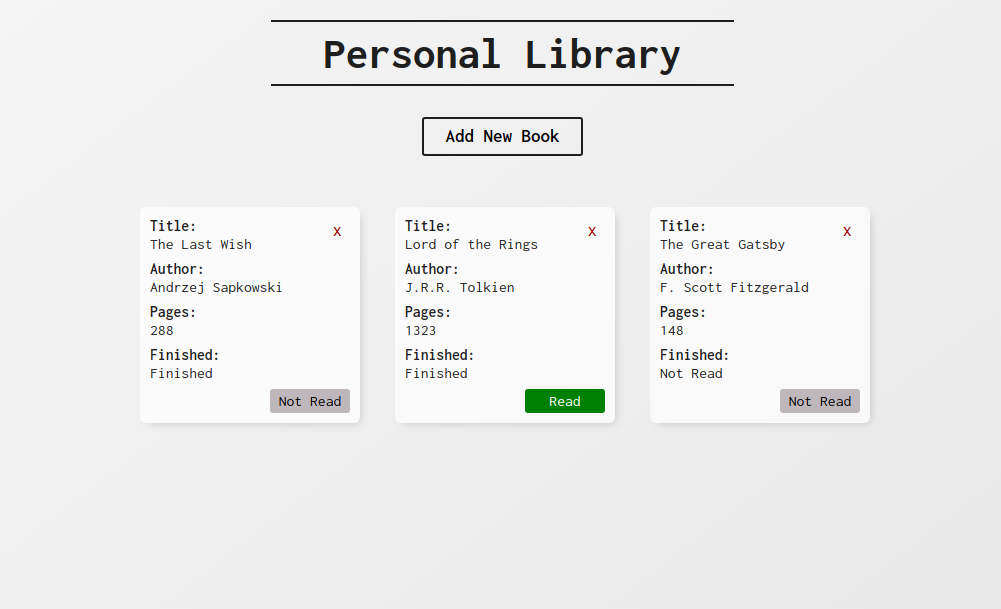 Personal Library
Add New Book
Title:
X
The Last Wish
Author:
Andrzej Sapkowski
Pages:
288
Finished:
Finished
Not Read
Title:
X
Lord of the Rings
Author:
J.R.R. Tolkien
Pages:
1323
Finished:
Finished
Read
Title:
X
The Great Gatsby
Author:
F. Scott Fitzgerald
Pages:
148
Finished:
Not Read
Not Read